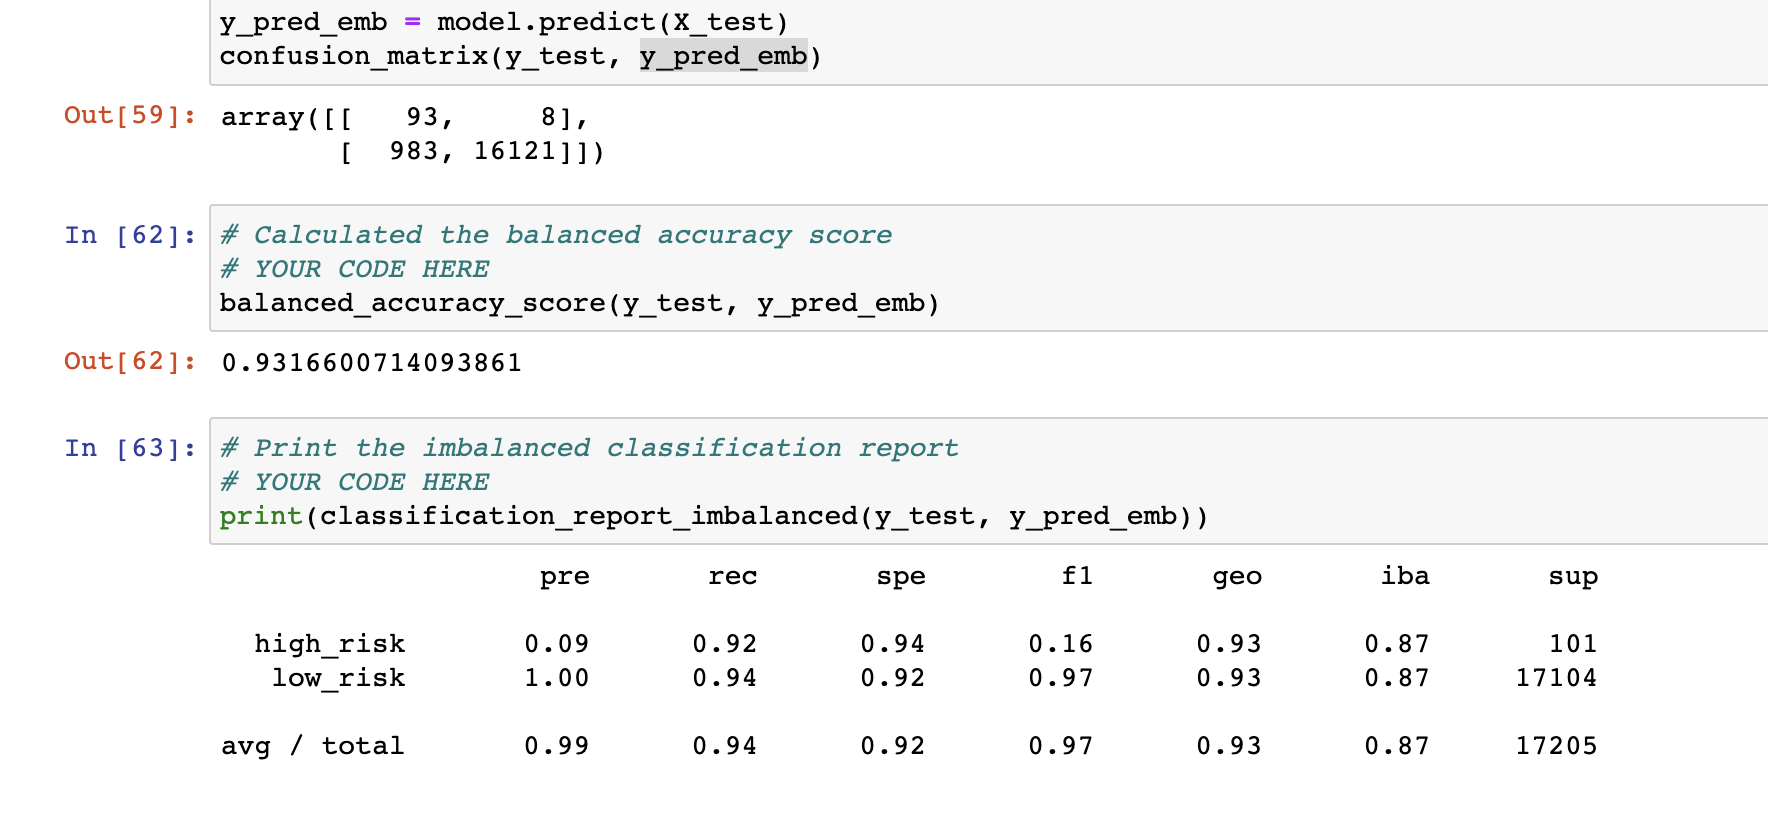 y_pred_emb = model.predict(X_test)
confusion_matrix(y_test, y_pred_emb)
Out[59]: array([[   93,     8],
       [  983, 16121]])
In [62]: # Calculated the balanced accuracy score
# YOUR CODE HERE
balanced_accuracy_score(y_test, y_pred_emb)
Out[62]: 0.9316600714093861
In [63]: # Print the imbalanced classification report
# YOUR CODE HERE
print(classification_report_imbalanced(y_test, y_pred_emb))
pre rec spe f1 geo iba sup
high_risk 0.09 0.92 0.94 0.16 0.93 0.87 101
low_risk 1.00 0.94 0.92 0.97 0.93 0.87 17104
avg / total 0.99 0.94 0.92 0.97 0.93 0.87 17205